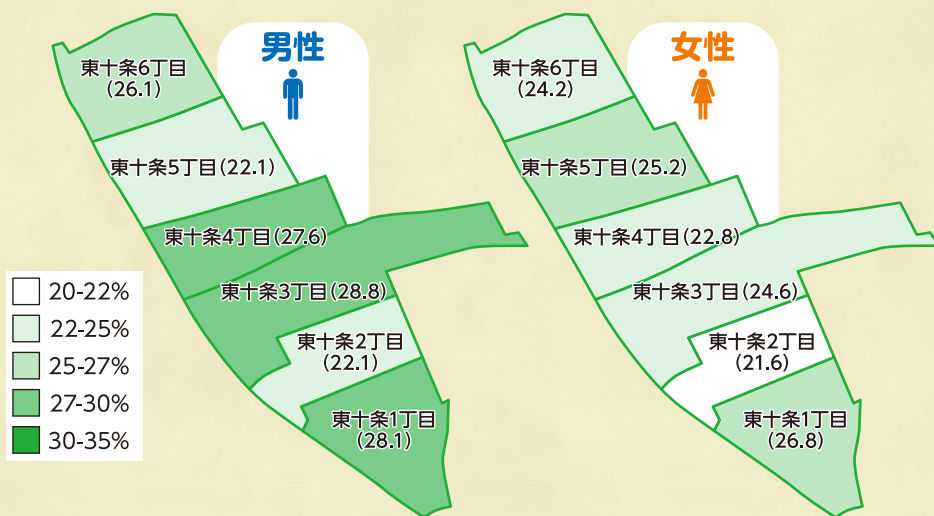 男性
東十条6丁目
(26.1)
東十条5丁目(22.1)
東十条4丁目(27.6)
東十条3丁目(28.8)
東十条2丁目
(22.1)
東十条1丁目
(28.1)
女性
東十条6丁目
(24.2)
東十条5丁目(25.2)
東十条4丁目(22.8)
東十条3丁目(24.6)
東十条2丁目
(21.6)
東十条1丁目
(26.8)
20-22%
22-25%
25-27%
27-30%
30-35%